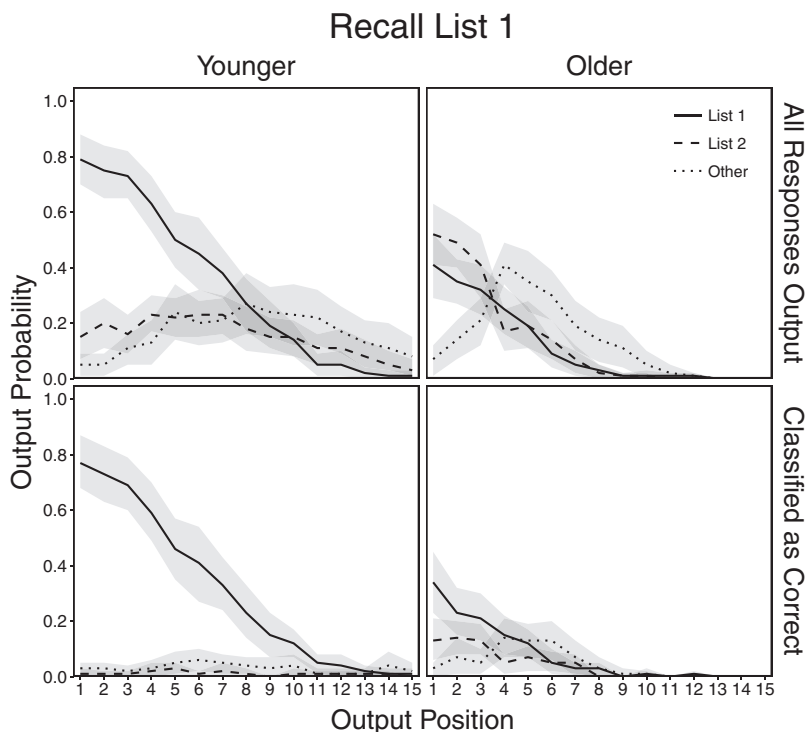 Recall List 1
Younger
Older
1.0
0.8
0.6
0.4
0.2
0.0
List 1
List 2
Other
All Responses Output
Output Probability
1.0
0.8
0.6
0.4
0.2
0.0
Classified as Correct
1 2 3 4 5 6 7 8 9 10 11 12 13 14 15
1 2 3 4 5 6 7 8 9 10 11 12 13 14 15
Output Position